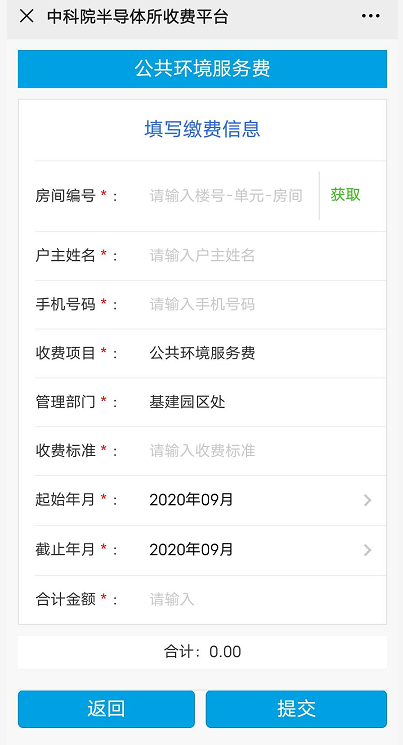 中科院半导体所收费平台
公共环境服务费
填写缴费信息
房间编号*： 请输入楼号-单元-房间 获取
户主姓名*： 请输入户主姓名
手机号码*： 请输入手机号码
收费项目*： 公共环境服务费
管理部门*： 基建园区处
收费标准*： 请输入收费标准
起始年月*： 2020年09月
截止年月*： 2020年09月
合计金额*： 请输入
合计：0.00
返回 提交